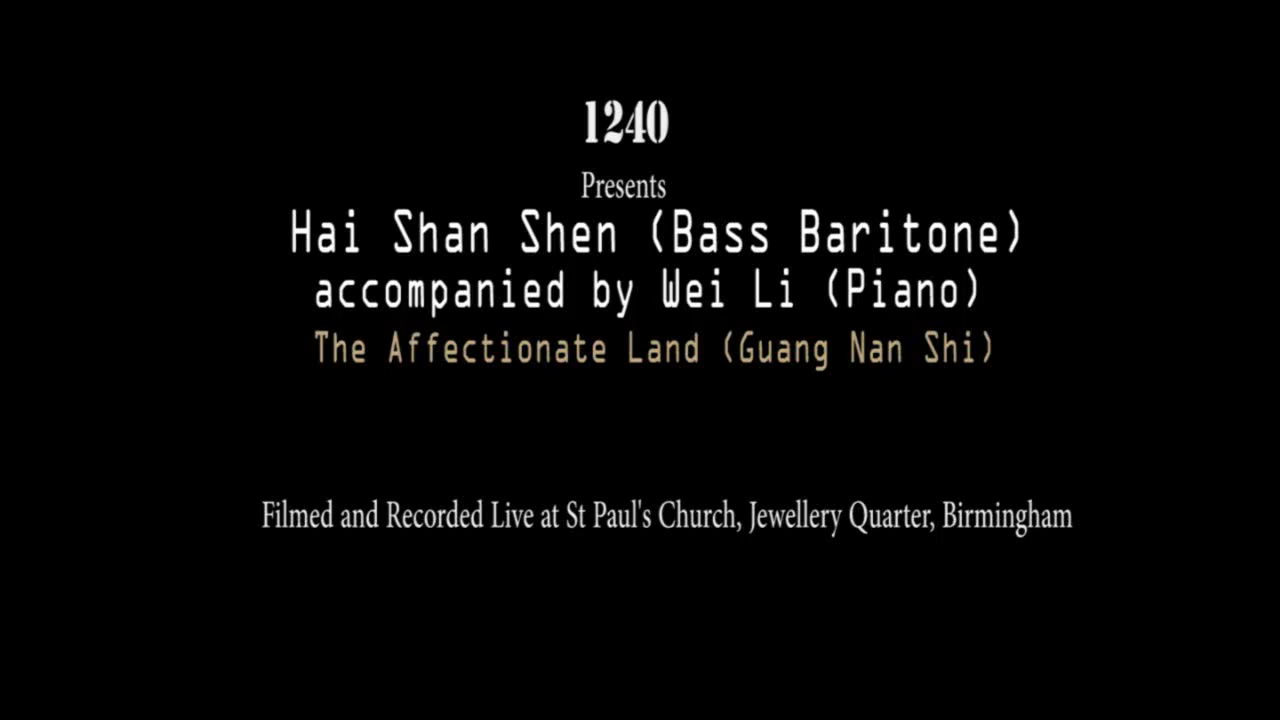 1240
Presents
Hai Shan Shen (Bass Baritone)
accompanied by Wei Li (Piano)
The Affectionate Land (Guang Nan Shi)
Filmed and Recorded Live at St Paul's Church, Jewellery Quarter, Birmingham